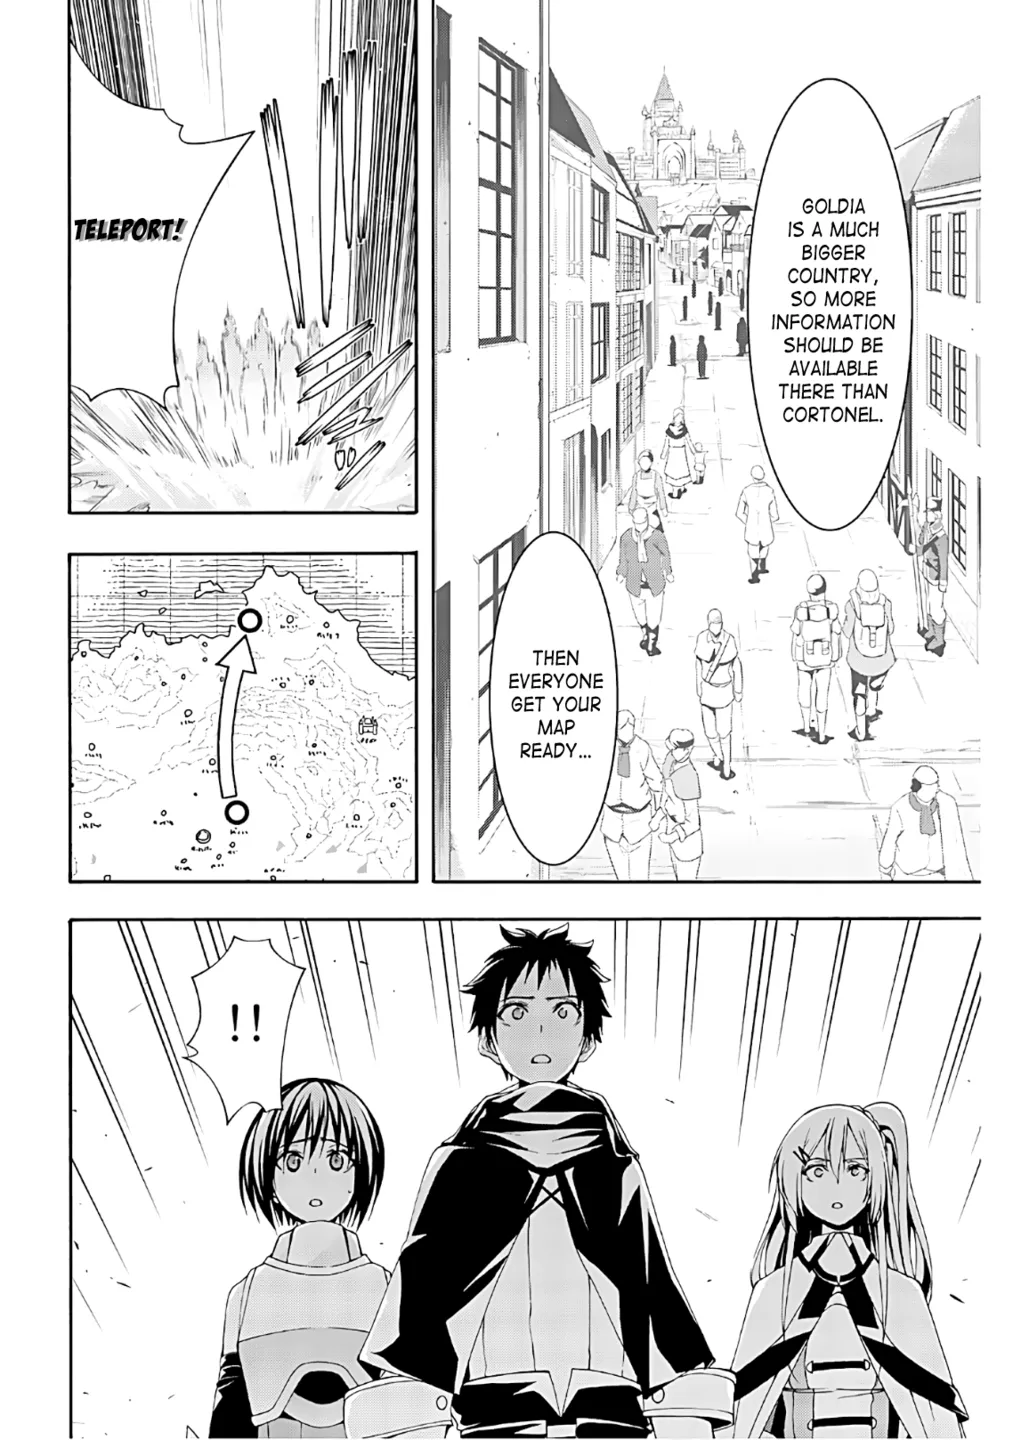 GOLDIA
IS A MUCH
BIGGER
COUNTRY,
SO MORE
INFORMATION
SHOULD BE
AVAILABLE
THERE THAN
CORTONEL.
THEN
EVERYONE
GET YOUR
MAP
READY...
TELEPORT!
!!